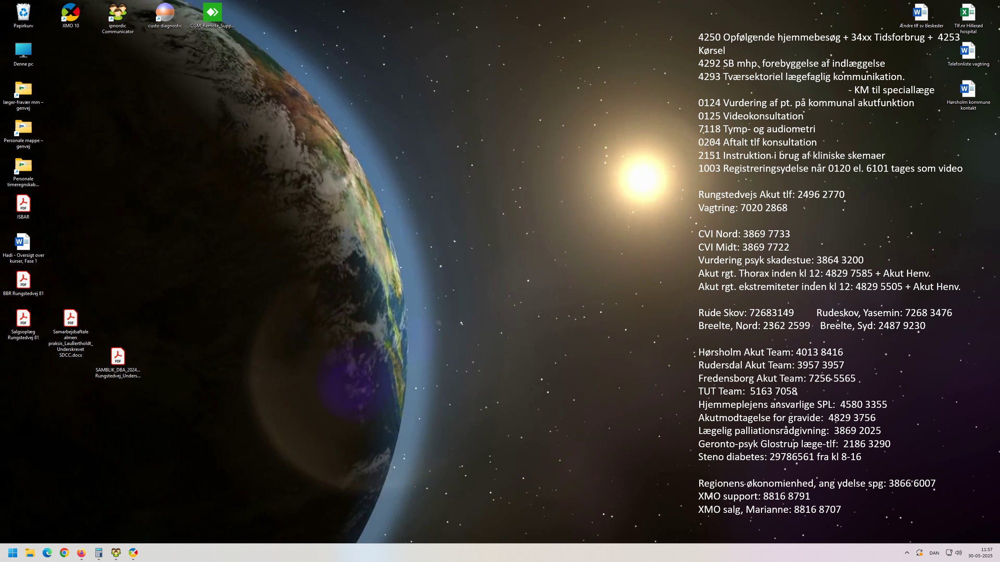 Papirkurv
XMO 10
ipnordic
Communicator
custo diagnostic
CGM_Remote_Supp...
Denne pc
læger-fravær mm –
genvej
Personale mappe –
genvej
Personale
timeregnskab...
PDF
ISBAR
W
Hadi - Oversigt over
kurser, Fase 1
PDF
BBR Rungstedvej 81
PDF
Salgsoplæg
Rungstedvej 81
PDF
Samarbejdsaftale
almen
praksis_LauBertholdt_
Underskrevet
SDCC.docx
PDF
SAMBLIK_DBA_2024...
Rungstedvej_Unders...
W
Ændre tlf sv beskeder
X
Tlf.nr Hillerød
hospital
W
Telefonliste vagtring
W
Hørsholm kommune
kontakt
4250 Opfølgende hjemmebesøg + 34xx Tidsforbrug +  4253
Kørsel
4292 SB mhp. forebyggelse af indlæggelse
4293 Tværsektoriel lægefaglig kommunikation.
- KM til speciallæge
0124 Vurdering af pt. på kommunal akutfunktion
0125 Videokonsultation
7118 Tymp- og audiometri
0204 Aftalt tlf konsultation
2151 Instruktion i brug af kliniske skemaer
1003 Registreringsydelse når 0120 el. 6101 tages som video
Rungstedvejs Akut tlf: 2496 2770
Vagtring: 7020 2868
CVI Nord: 3869 7733
CVI Midt: 3869 7722
Vurdering psyk skadestue: 3864 3200
Akut rgt. Thorax inden kl 12: 4829 7585 + Akut Henv.
Akut rgt. ekstremiteter inden kl 12: 4829 5505 + Akut Henv.
Rude Skov: 72683149 Rudeskov, Yasemin: 7268 3476
Breelte, Nord: 2362 2599 Breelte, Syd: 2487 9230
Hørsholm Akut Team: 4013 8416
Rudersdal Akut Team: 3957 3957
Fredensborg Akut Team: 7256 5565
TUT Team:  5163 7058
Hjemmeplejens ansvarlige SPL:  4580 3355
Akutmodtagelse for gravide:  4829 3756
Lægelig palliationsrådgivning:  3869 2025
Geronto-psyk Glostrup læge-tlf:  2186 3290
Steno diabetes: 29786561 fra kl 8-16
Regionens økonomienhed, ang ydelse spg: 3866 6007
XMO support: 8816 8791
XMO salg, Marianne: 8816 8707
DAN
11:57
30-05-2025